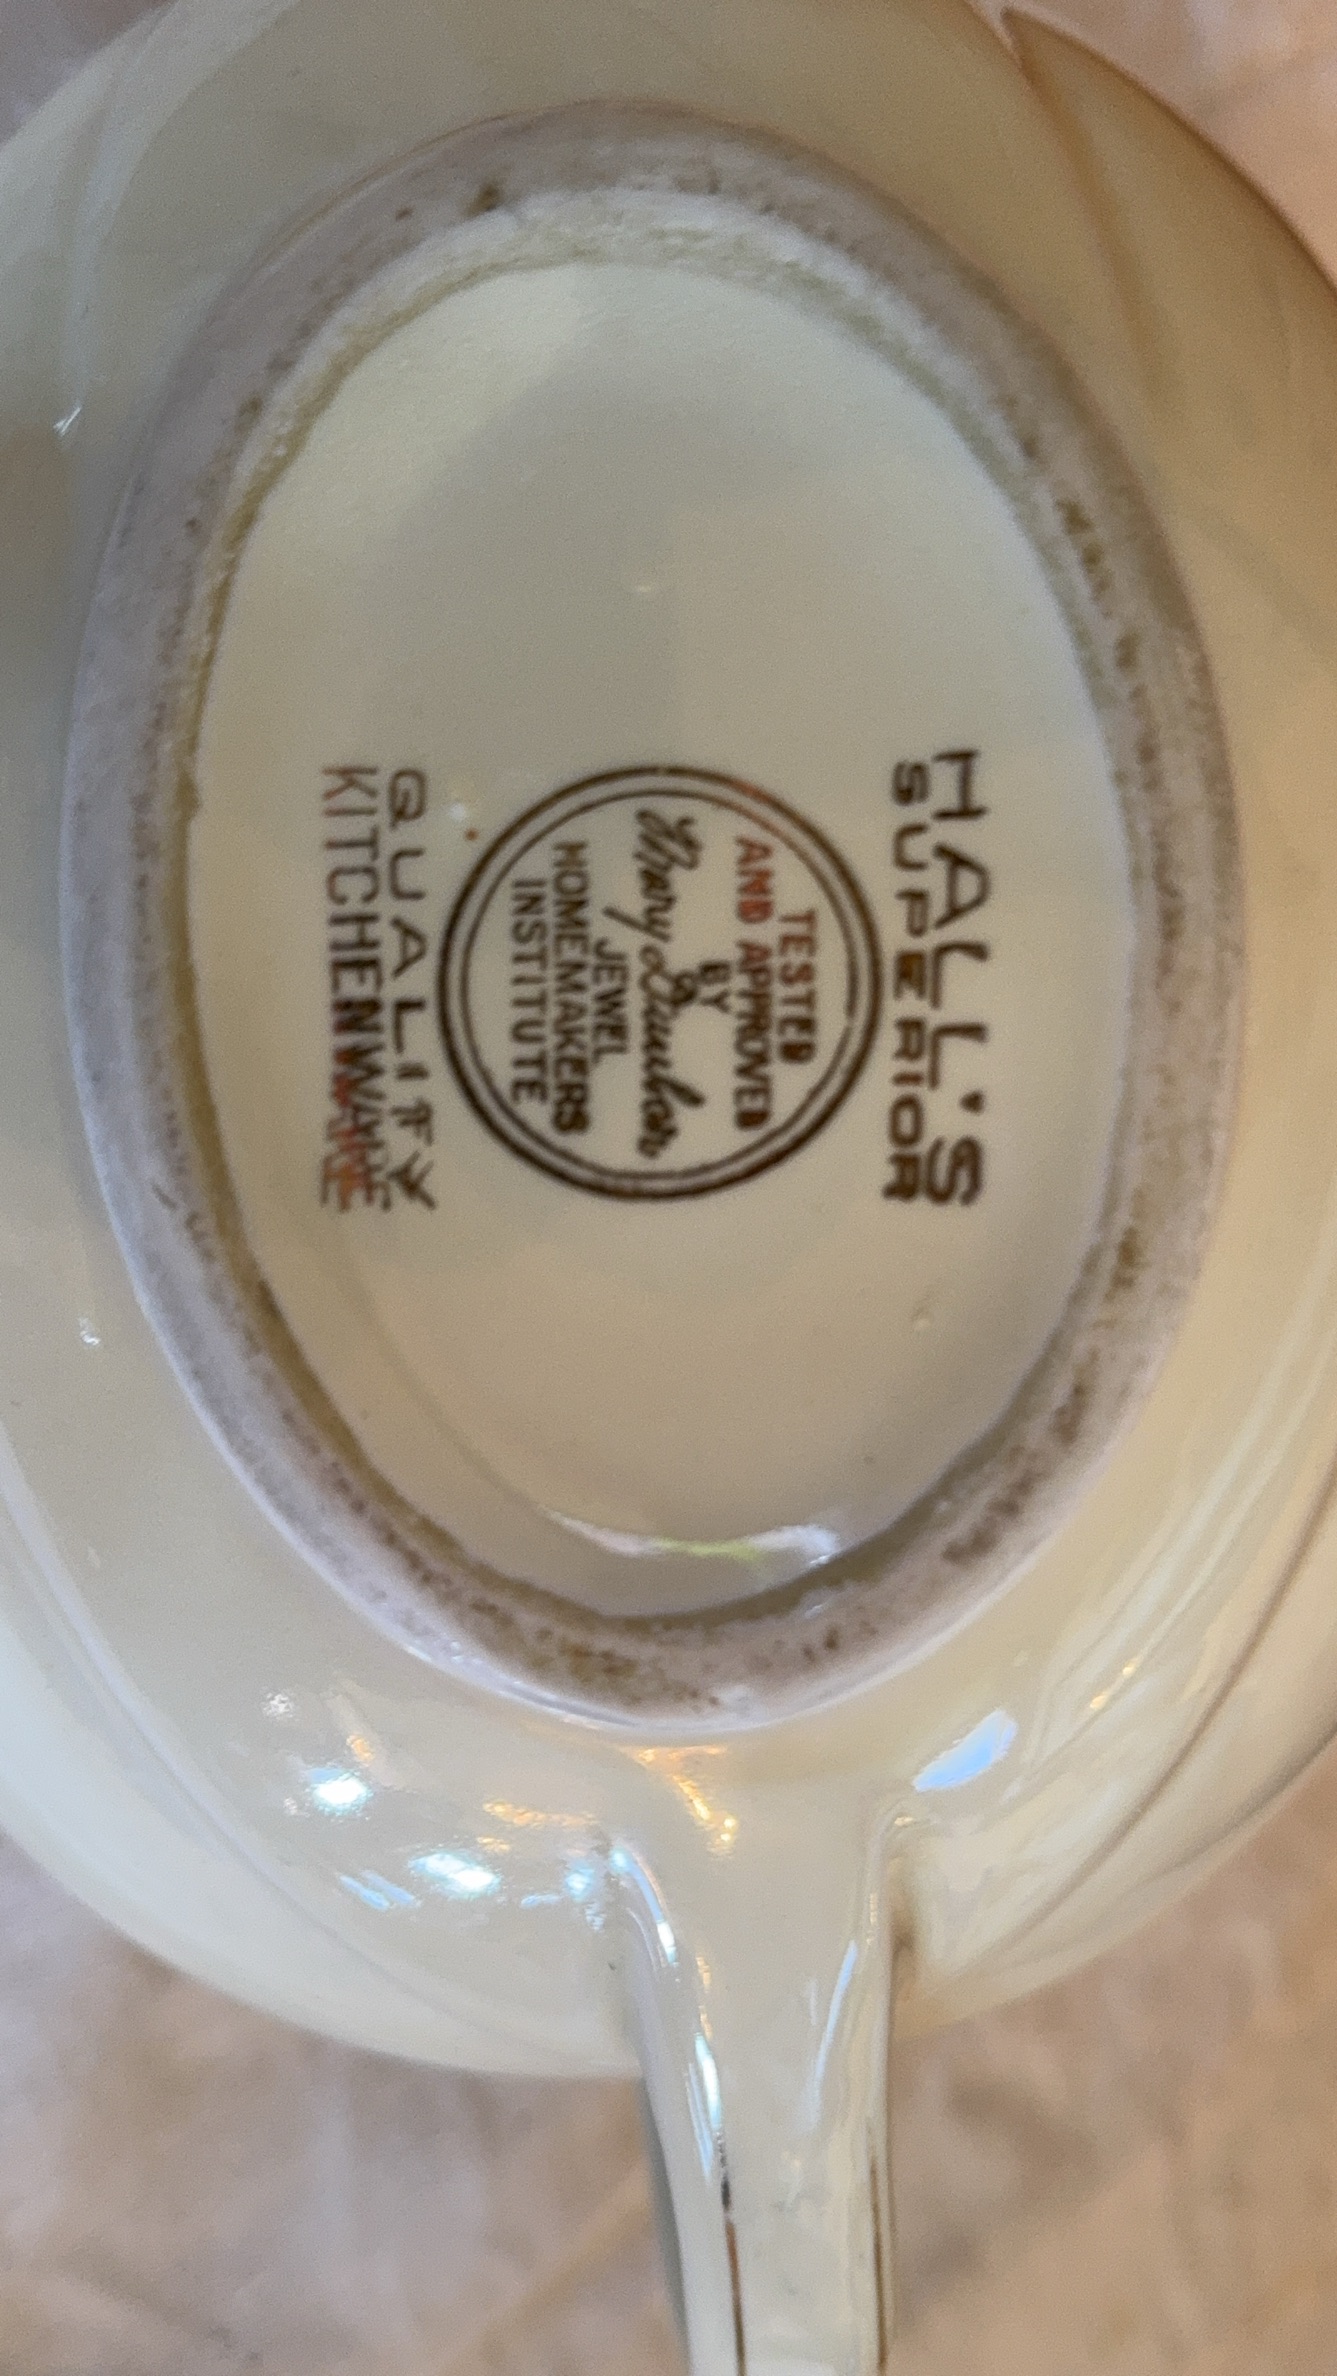 HALL'S
SUPERIOR
TESTED
AND APPROVED
BY
Mary Dunbar
JEWEL
HOMEMAKERS
INSTITUTE
QUALITY
KITCHENWARE